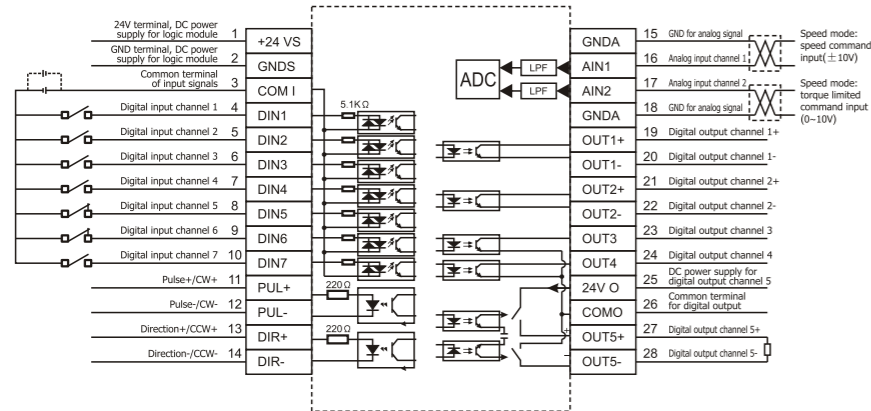 24V terminal, DC power
supply for logic module
1
+24 VS
GND terminal, DC power
supply for logic module
2
GNDS
Common terminal
of input signals
3
COM I
Digital input channel 1
4
DIN1
5.1KΩ
Digital input channel 2
5
DIN2
Digital input channel 3
6
DIN3
Digital input channel 4
7
DIN4
Digital input channel 5
8
DIN5
Digital input channel 6
9
DIN6
Digital input channel 7
10
DIN7
Pulse+/CW+
11
PUL+
220Ω
Pulse-/CW-
12
PUL-
Direction+/CCW+
13
DIR+
220Ω
Direction-/CCW-
14
DIR-
ADC
LPF
LPF
GNDA
15
GND for analog signal
AIN1
16
Analog input channel 1
Speed mode:
speed command
input(±10V)
AIN2
17
Analog input channel 2
GNDA
18
GND for analog signal
Speed mode:
torque limited
command input
(0~10V)
OUT1+
19
Digital output channel 1+
OUT1-
20
Digital output channel 1-
OUT2+
21
Digital output channel 2+
OUT2-
22
Digital output channel 2-
OUT3
23
Digital output channel 3
OUT4
24
Digital output channel 4
24V O
25
DC power supply for
digital output channel 5
COMO
26
Common terminal
for digital output
+
OUT5+
27
Digital output channel 5+
−
OUT5-
28
Digital output channel 5-